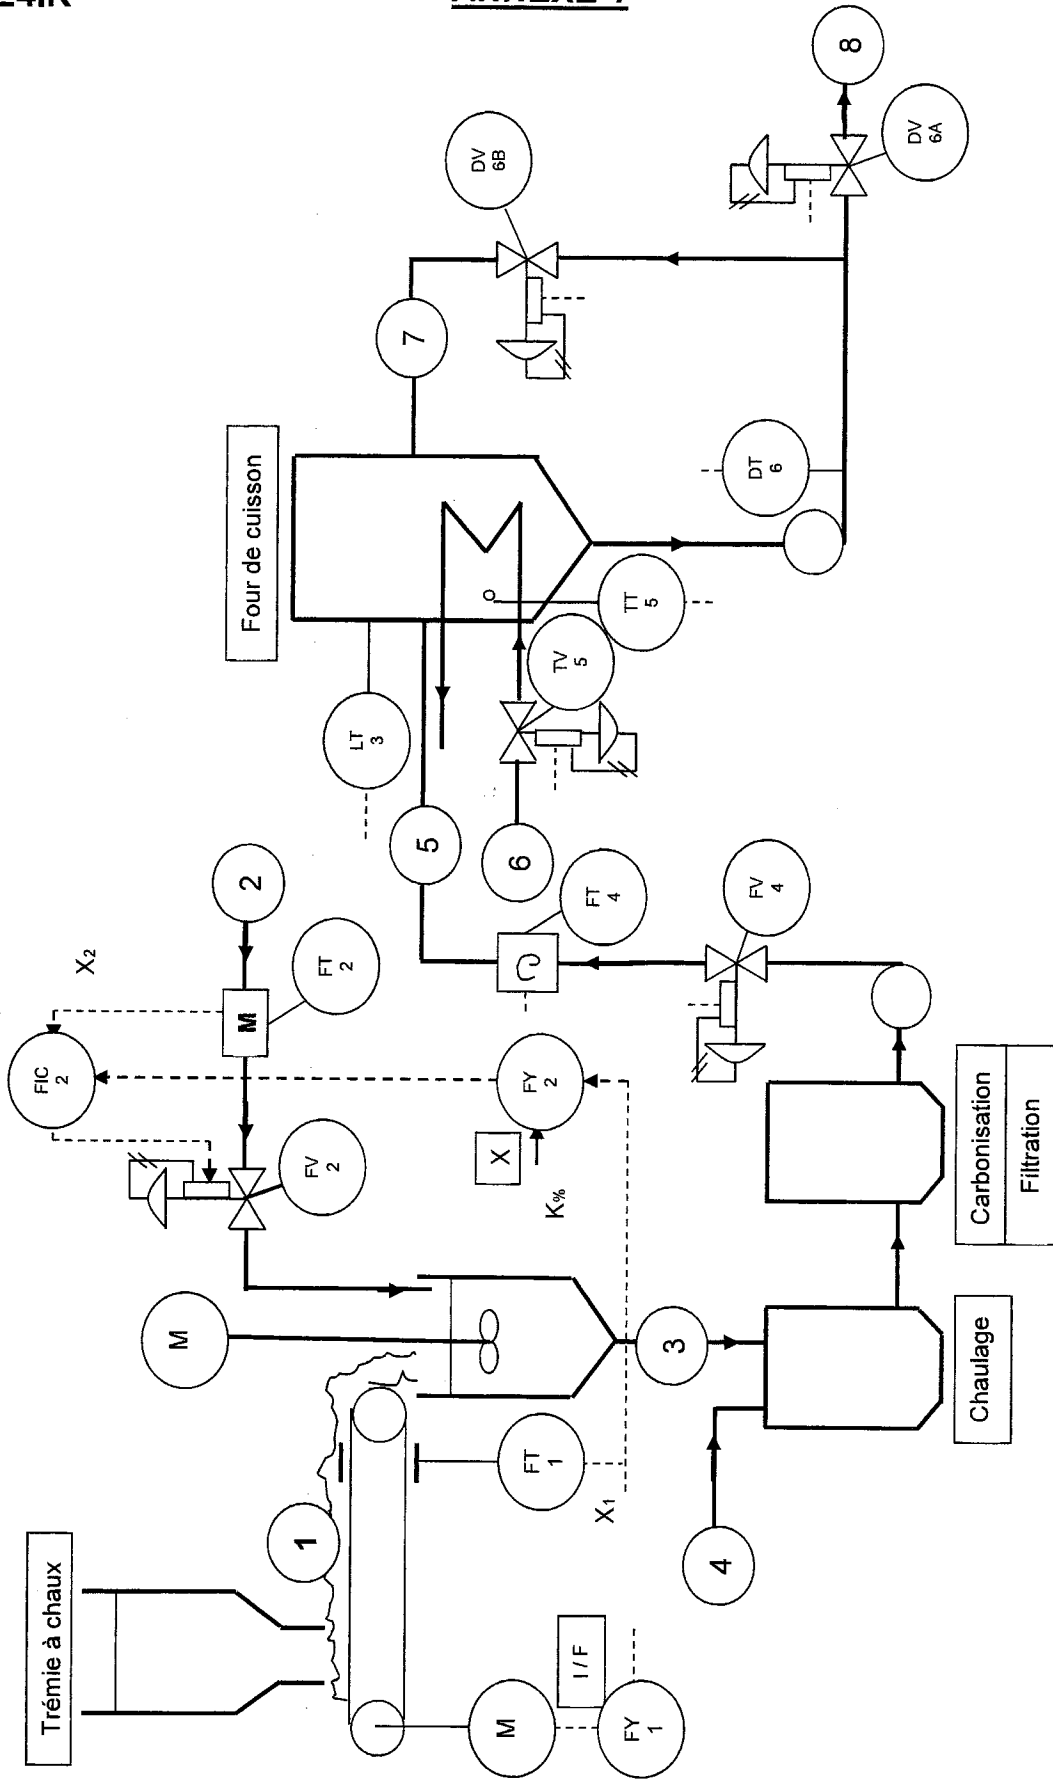 ANNEXE 7
Trémie à chaux
1
M
I / F
FY
1
FT
1
X1
M
FIC
2
X2
FV
2
FT
2
2
FY
2
X
K%
3
4
Chaulage
Carbonisation
Filtration
FV
4
FT
4
5
6
LT
3
TV
5
TT
5
Four de cuisson
7
DT
6
DV
6B
DV
6A
8